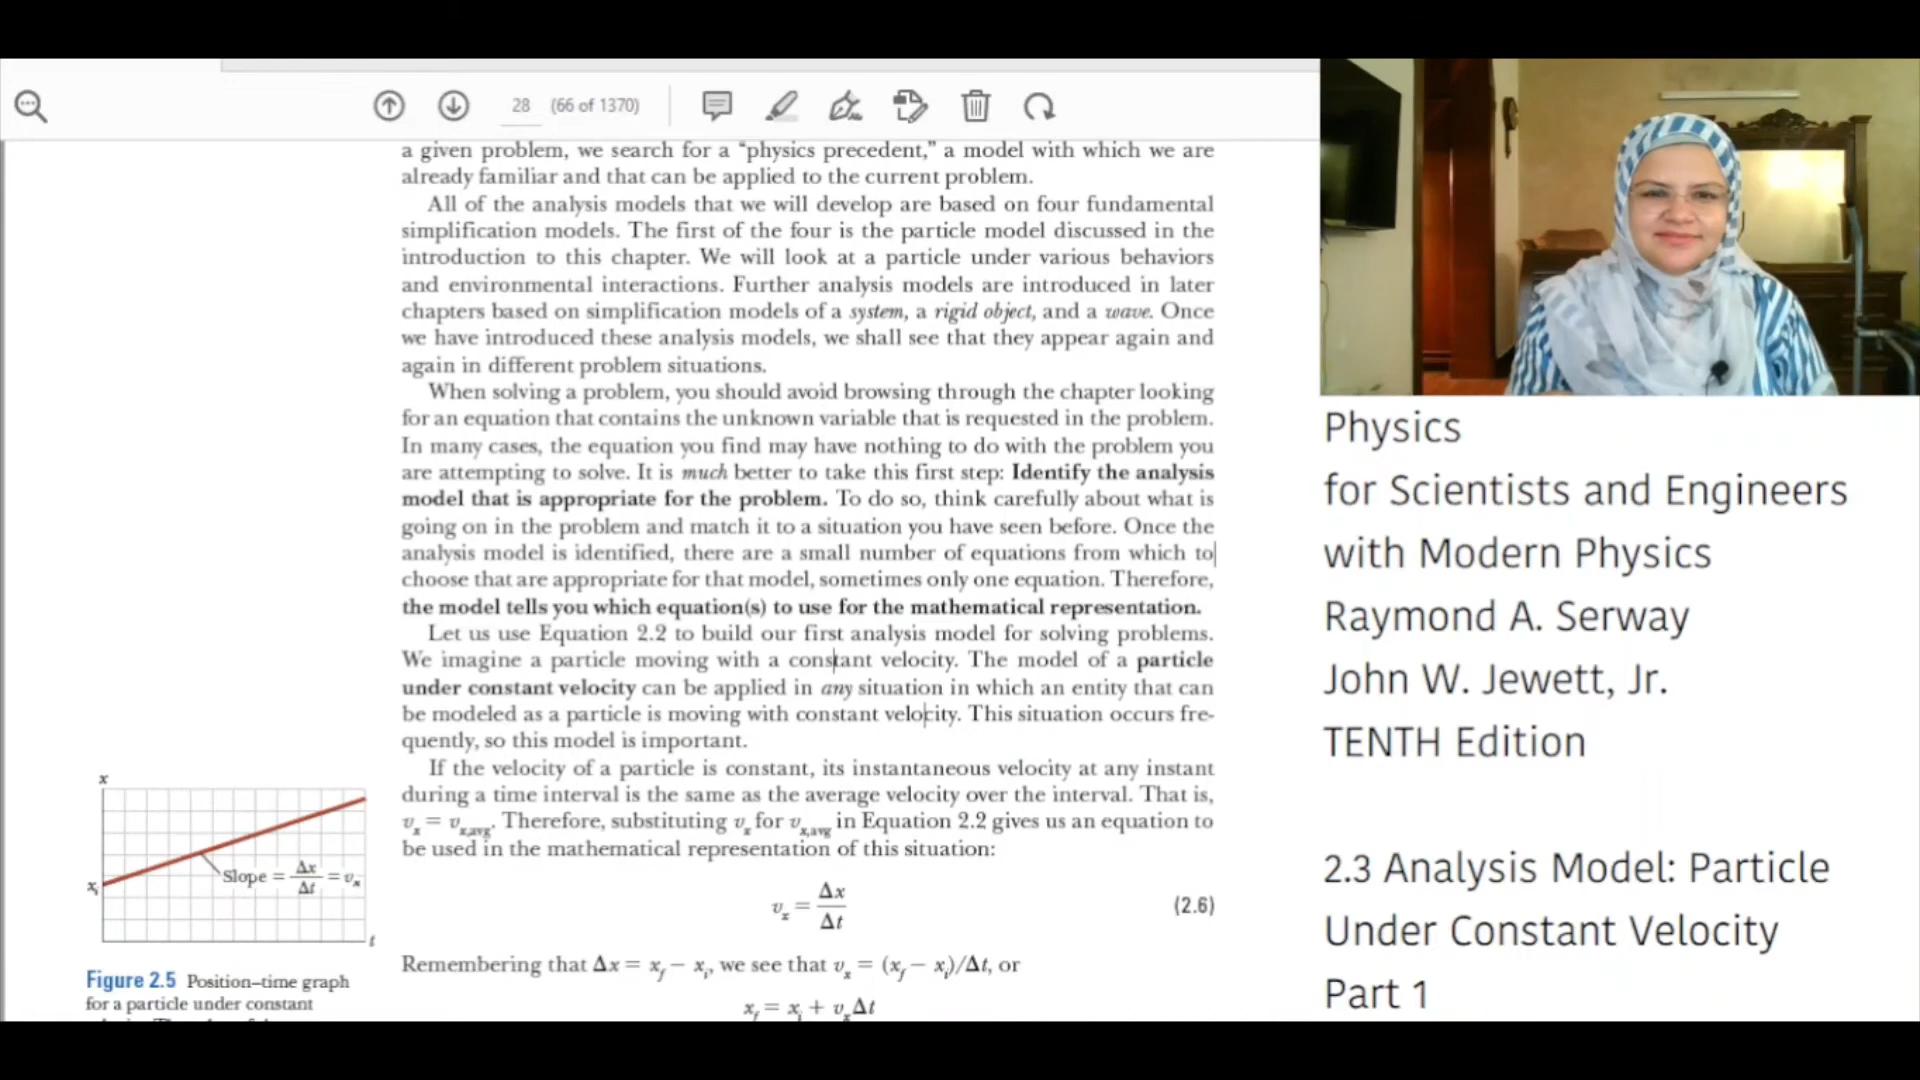 28 (66 of 1370)
a given problem, we search for a “physics precedent,” a model with which we are
already familiar and that can be applied to the current problem.
All of the analysis models that we will develop are based on four fundamental
simplification models. The first of the four is the particle model discussed in the
introduction to this chapter. We will look at a particle under various behaviors
and environmental interactions. Further analysis models are introduced in later
chapters based on simplification models of a system, a rigid object, and a wave. Once
we have introduced these analysis models, we shall see that they appear again and
again in different problem situations.
When solving a problem, you should avoid browsing through the chapter looking
for an equation that contains the unknown variable that is requested in the problem.
In many cases, the equation you find may have nothing to do with the problem you
are attempting to solve. It is much better to take this first step: Identify the analysis
model that is appropriate for the problem. To do so, think carefully about what is
going on in the problem and match it to a situation you have seen before. Once the
analysis model is identified, there are a small number of equations from which to
choose that are appropriate for that model, sometimes only one equation. Therefore,
the model tells you which equation(s) to use for the mathematical representation.
Let us use Equation 2.2 to build our first analysis model for solving problems.
We imagine a particle moving with a constant velocity. The model of a particle
under constant velocity can be applied in any situation in which an entity that can
be modeled as a particle is moving with constant velocity. This situation occurs fre-
quently, so this model is important.
If the velocity of a particle is constant, its instantaneous velocity at any instant
during a time interval is the same as the average velocity over the interval. That is,
v_x = v_x,avg. Therefore, substituting v_x for v_x,avg in Equation 2.2 gives us an equation to
be used in the mathematical representation of this situation:
v_x = Δx/Δt (2.6)
Remembering that Δx = x_f − x_i, we see that v_x = (x_f − x_i)/Δt, or
x_f = x_i + v_x Δt
x
x_i
Slope = Δx/Δt = v_x
t
Figure 2.5 Position–time graph
for a particle under constant
Physics
for Scientists and Engineers
with Modern Physics
Raymond A. Serway
John W. Jewett, Jr.
TENTH Edition
2.3 Analysis Model: Particle
Under Constant Velocity
Part 1